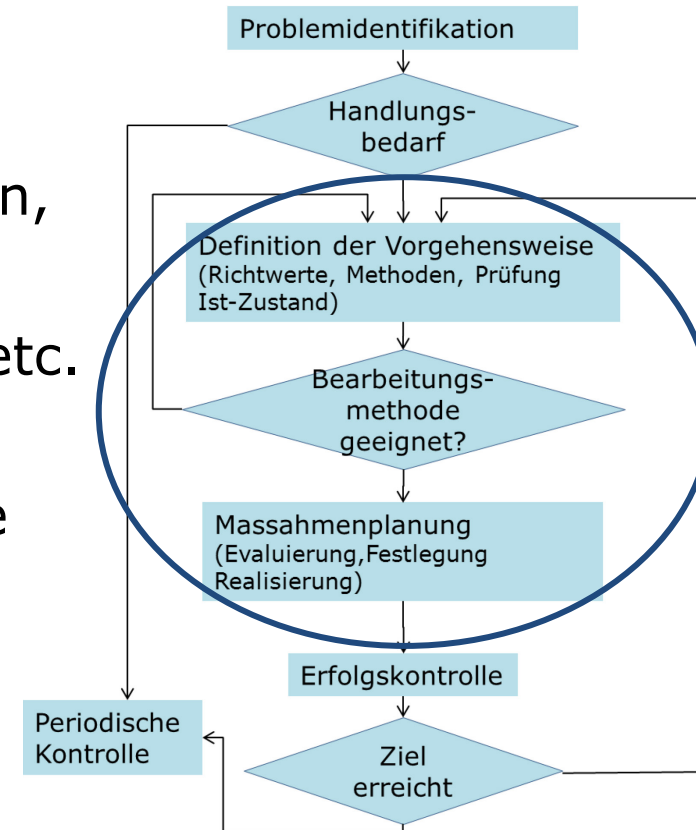 Problemidentifikation
Handlungs-
bedarf
n,
Definition der Vorgehensweise
(Richtwerte, Methoden, Prüfung
Ist-Zustand)
etc.
Bearbeitungs-
methode
geeignet?
e
Massahmenplanung
(Evaluierung,Festlegung
Realisierung)
Erfolgskontrolle
Periodische
Kontrolle
Ziel
erreicht